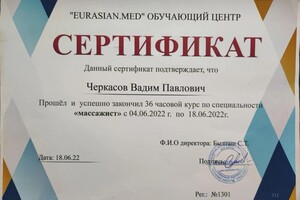 "EURASIAN.MED" ОБУЧАЮЩИЙ ЦЕНТР
СЕРТИФИКАТ
Данный сертификат подтверждает, что
Черкасов Вадим Павлович
Прошёл и успешно закончил 36 часовой курс по специальности
«массажист» с 04.06.2022 г. по 18.06.2022г.
Ф.И.О директора: Былташ С.Т.
Дата: 18.06.22
Подпись:
Рег.: №1301